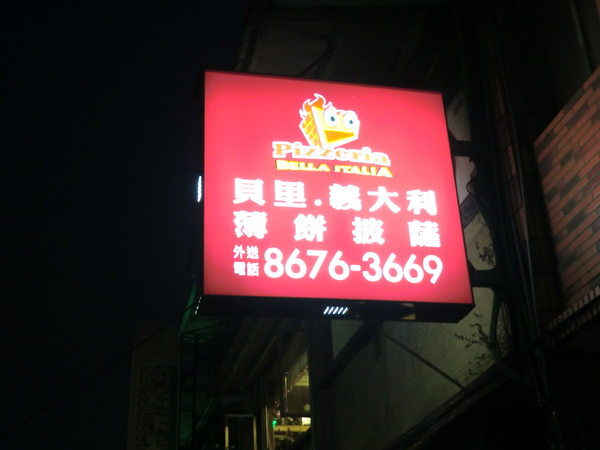 Pizzeria
BELLA ITALIA
貝里.義大利
薄餅披薩
外送電話 8676-3669